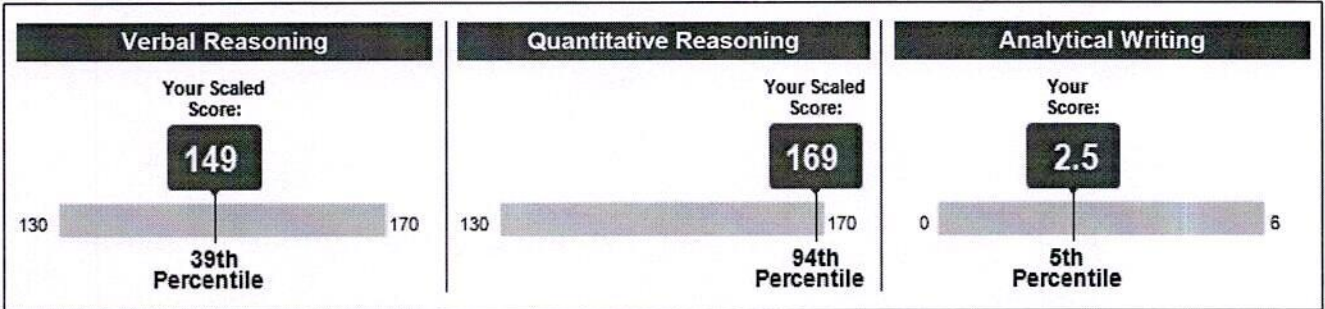 Verbal Reasoning
Your Scaled
Score:
149
130
170
39th
Percentile
Quantitative Reasoning
Your Scaled
Score:
169
130
170
94th
Percentile
Analytical Writing
Your
Score:
2.5
0
6
5th
Percentile